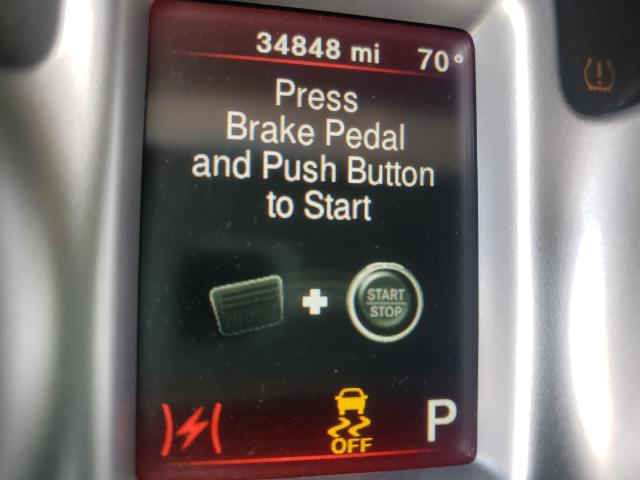 34848 mi 70°
Press
Brake Pedal
and Push Button
to Start
START
STOP
OFF
P